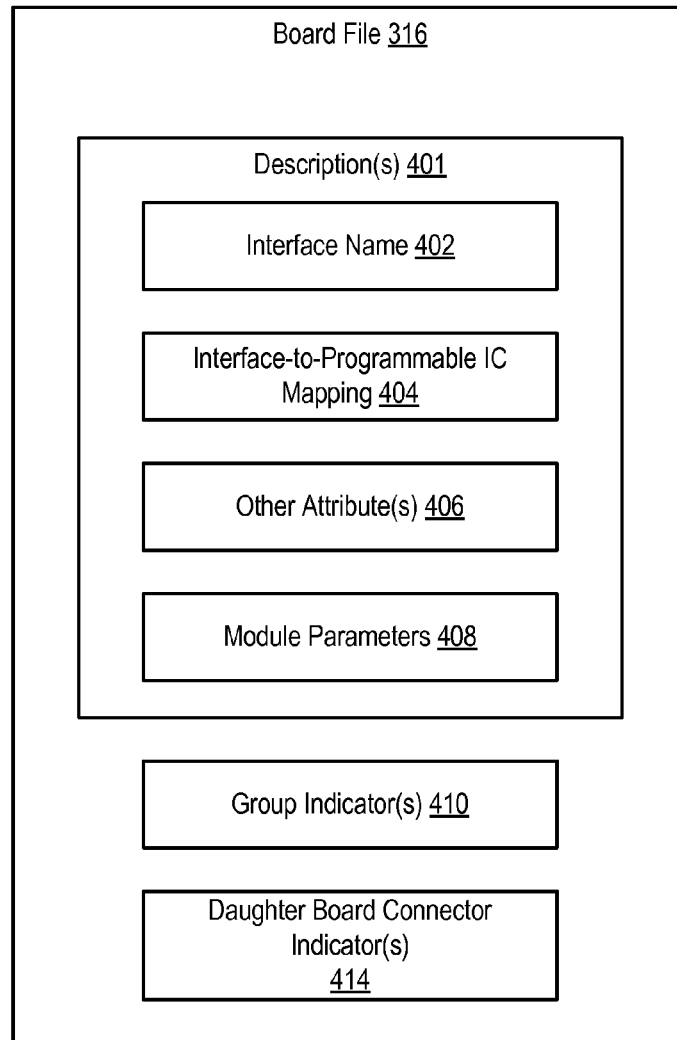 Board File 316
Description(s) 401
Interface Name 402
Interface-to-Programmable IC
Mapping 404
Other Attribute(s) 406
Module Parameters 408
Group Indicator(s) 410
Daughter Board Connector
Indicator(s)
414